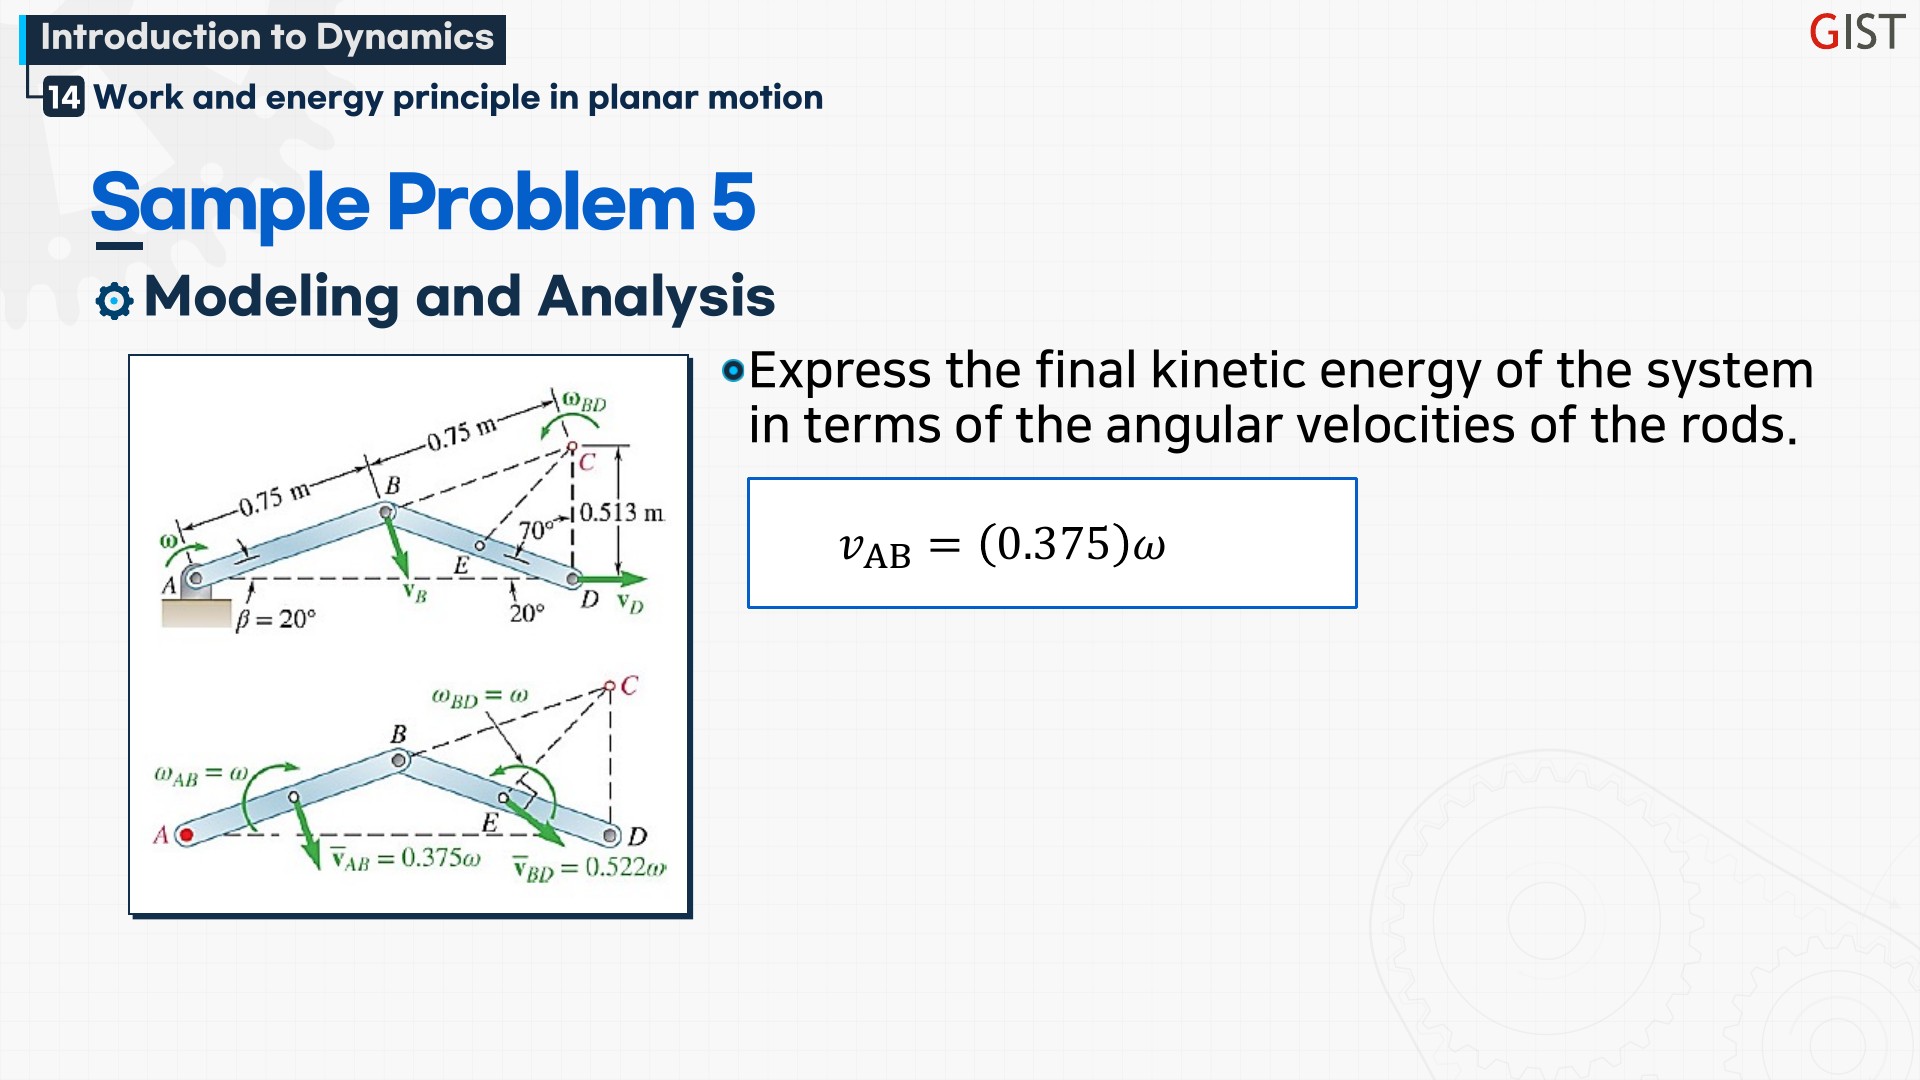 Introduction to Dynamics
GIST
14 Work and energy principle in planar motion
Sample Problem 5
Modeling and Analysis
Express the final kinetic energy of the system
in terms of the angular velocities of the rods.
v_AB = (0.375)ω
ω_BD
0.75 m
C
0.75 m
B
0.513 m
70°
ω
E
A
v_B
D
v_D
β = 20°
20°
C
ω_BD = ω
B
ω_AB = ω
E
A
D
v̄_AB = 0.375ω
v̄_BD = 0.522ω